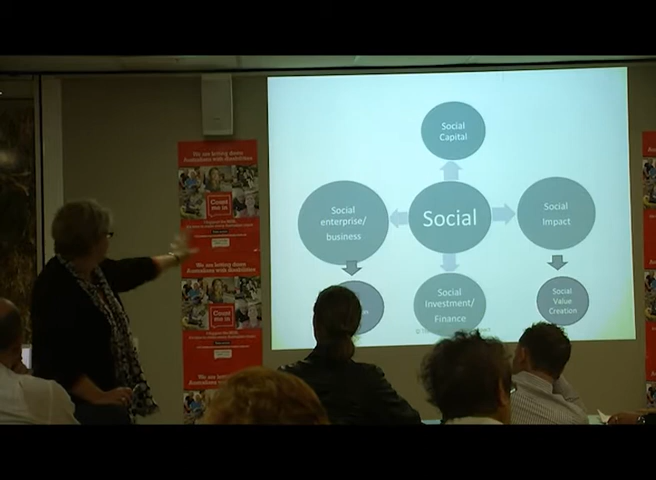 Social
Capital
Social
enterprise/
business
Social
Social
Impact
Social
Investment/
Finance
Social
Value
Creation
We are letting down
Australians with disabilities
Count
me in
We are letting down
Australians with disabilities
Count
me in